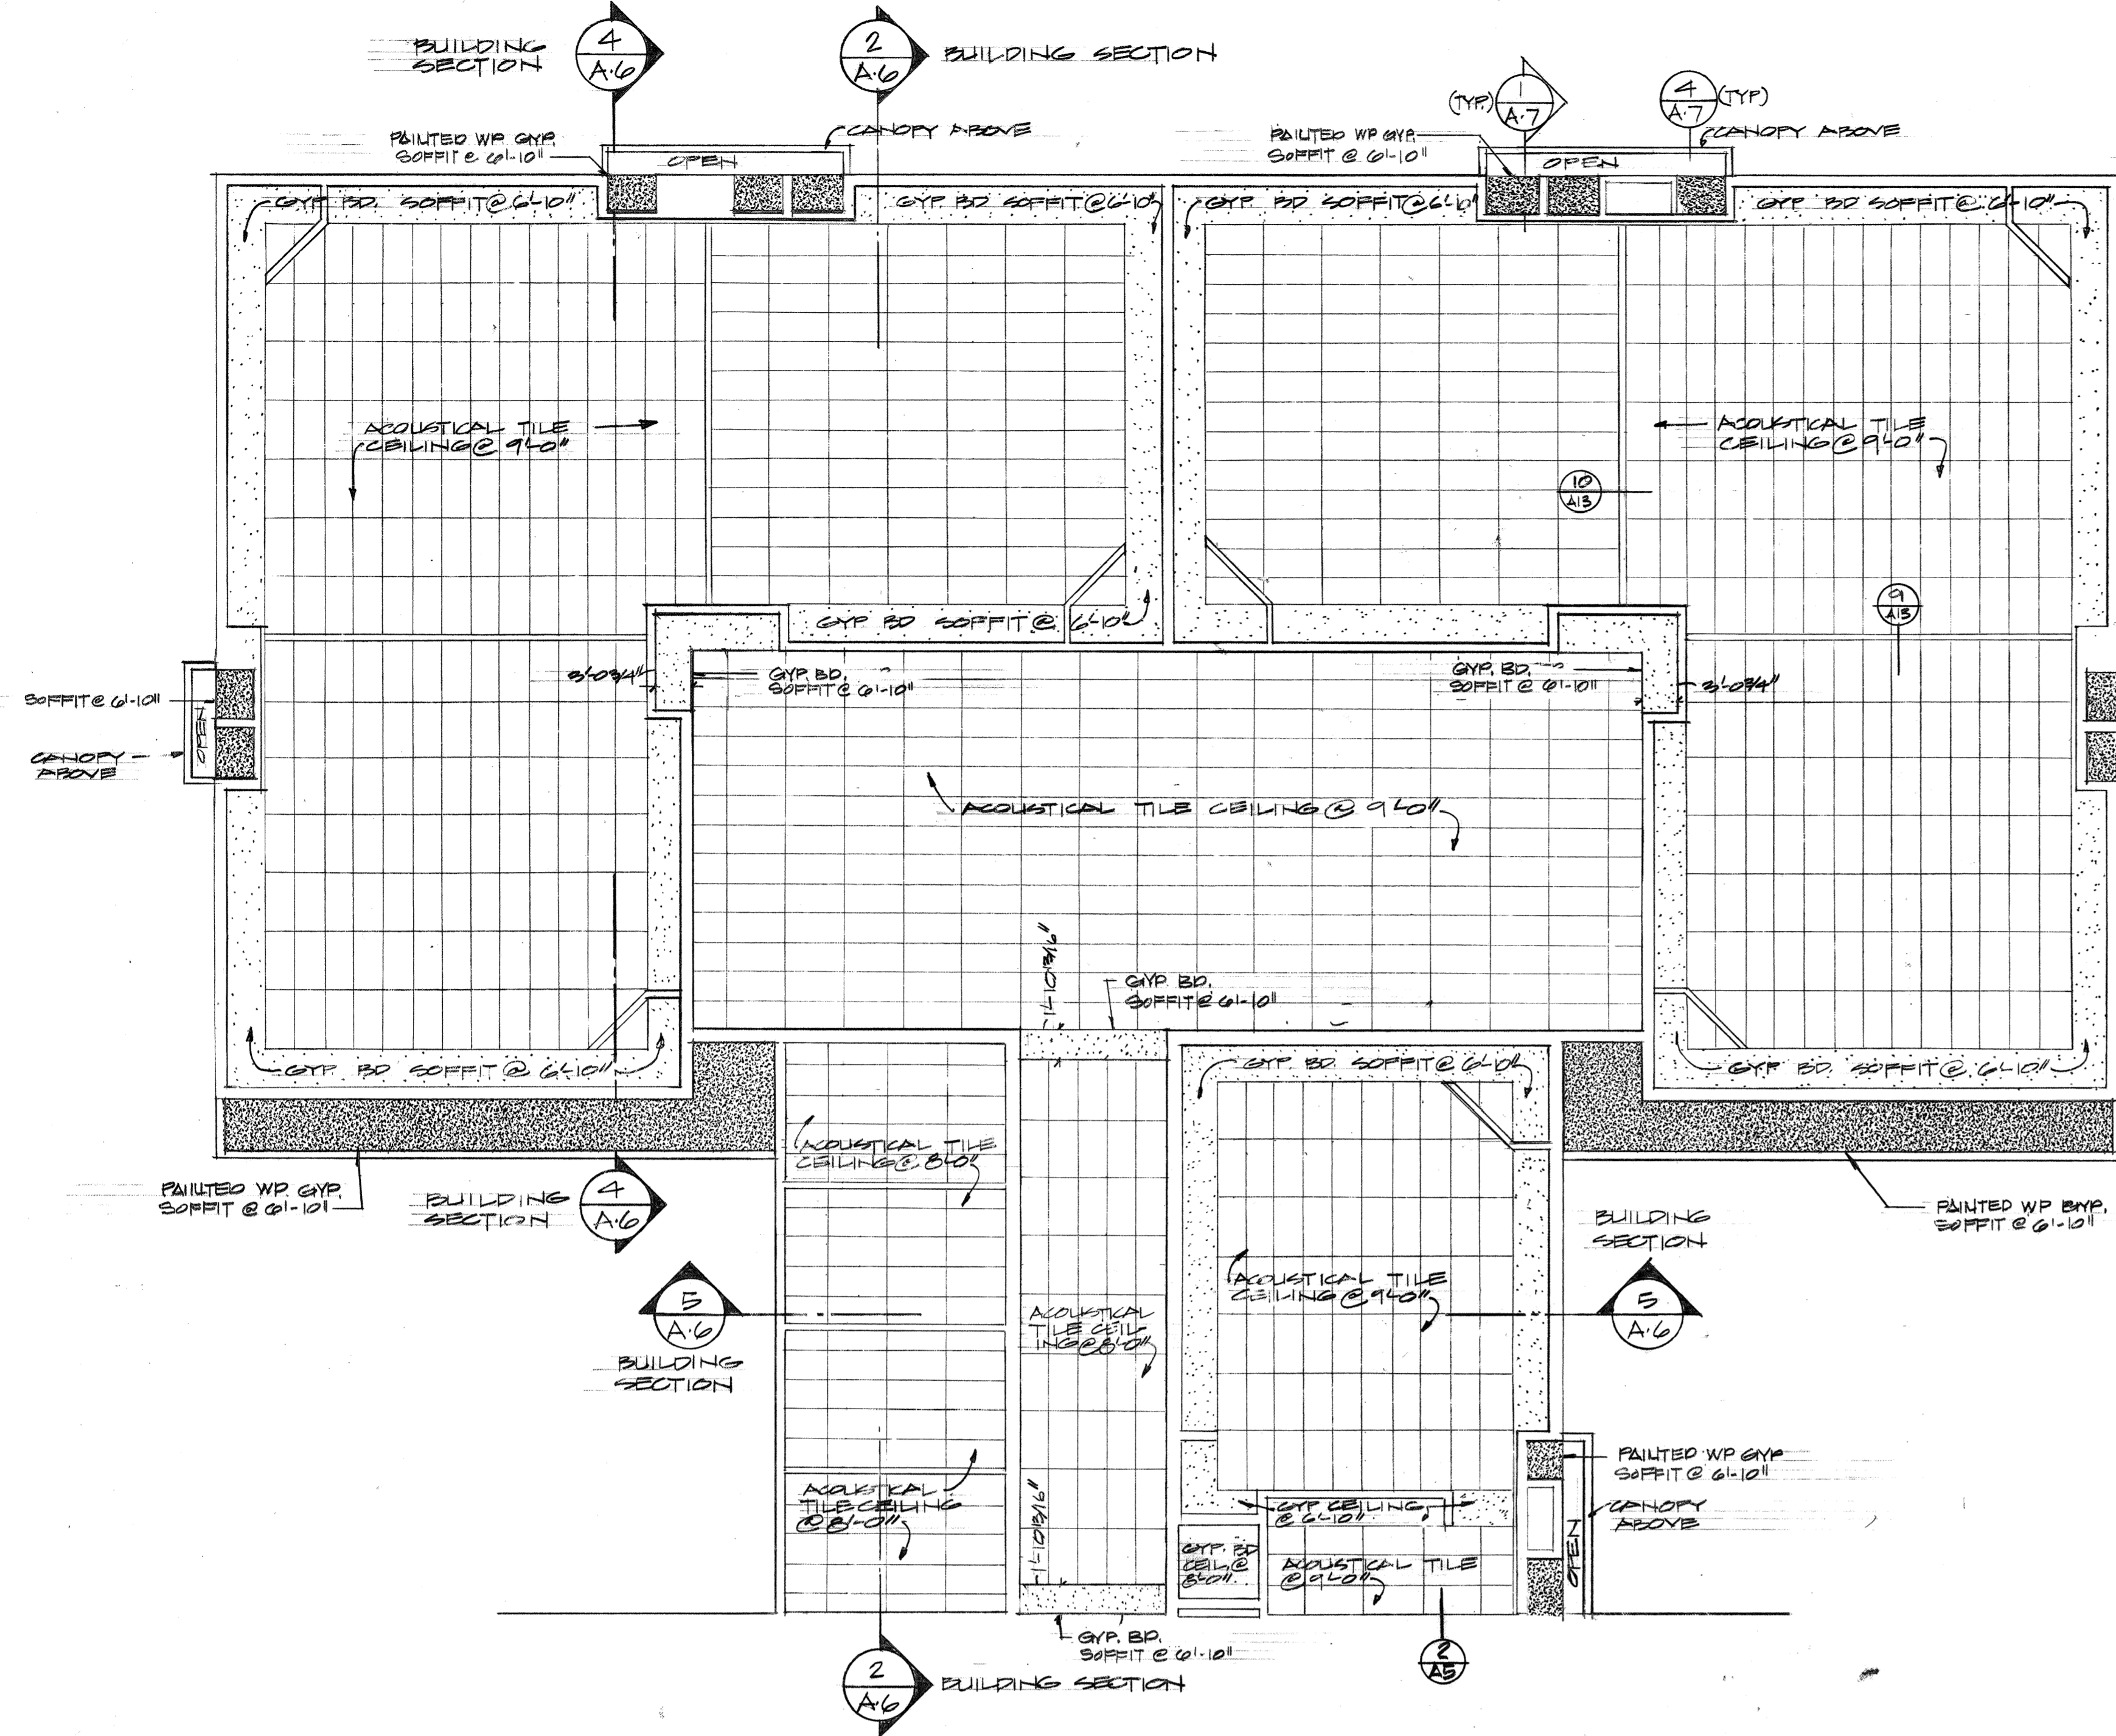 BUILDING
SECTION
4
A.6
2
A.6
BUILDING SECTION
(TYP.)
1
A.7
4
A.7
(TYP)
PAINTED WP. GYP.
SOFFIT @ 6'-10"
OPEN
CANOPY ABOVE
PAINTED WP GYP.
SOFFIT @ 6'-10"
OPEN
CANOPY ABOVE
GYP. BD. SOFFIT @ 6'-10"
GYP. BD SOFFIT @ 6'-10"
GYP. BD SOFFIT @ 6'-10"
GYP. BD SOFFIT @ 6'-10"
ACOUSTICAL TILE
CEILING @ 9'-0"
ACOUSTICAL TILE
CEILING @ 9'-0"
10
A13
9
A13
GYP. BD SOFFIT @ 6'-10"
3'-0 3/4"
GYP. BD.
SOFFIT @ 6'-10"
GYP. BD.
SOFFIT @ 6'-10"
3'-0 3/4"
SOFFIT @ 6'-10"
OPEN
CANOPY
ABOVE
ACOUSTICAL TILE CEILING @ 9'-0"
1'-10 13/16"
GYP. BD.
SOFFIT @ 6'-10"
GYP. BD SOFFIT @ 6'-10"
GYP. BD. SOFFIT @ 6'-10"
GYP. BD. SOFFIT @ 6'-10"
ACOUSTICAL TILE
CEILING @ 8'-0"
PAINTED WP. GYP.
SOFFIT @ 6'-10"
BUILDING
SECTION
4
A.6
PAINTED WP GYP.
SOFFIT @ 6'-10"
BUILDING
SECTION
5
A.6
5
A.6
BUILDING
SECTION
ACOUSTICAL TILE
CEILING @ 9'-0"
ACOUSTICAL
TILE CEIL-
ING @ 8'-0"
ACOUSTICAL
TILE CEILING
@ 8'-0"
1'-10 13/16"
PAINTED WP GYP
SOFFIT @ 6'-10"
CANOPY
ABOVE
OPEN
GYP. CEILING
@ 6'-10"
GYP. BD
CEIL. @
8'-0"
ACOUSTICAL TILE
@ 9'-0"
GYP. BD.
SOFFIT @ 6'-10"
2
A5
2
A.6
BUILDING SECTION